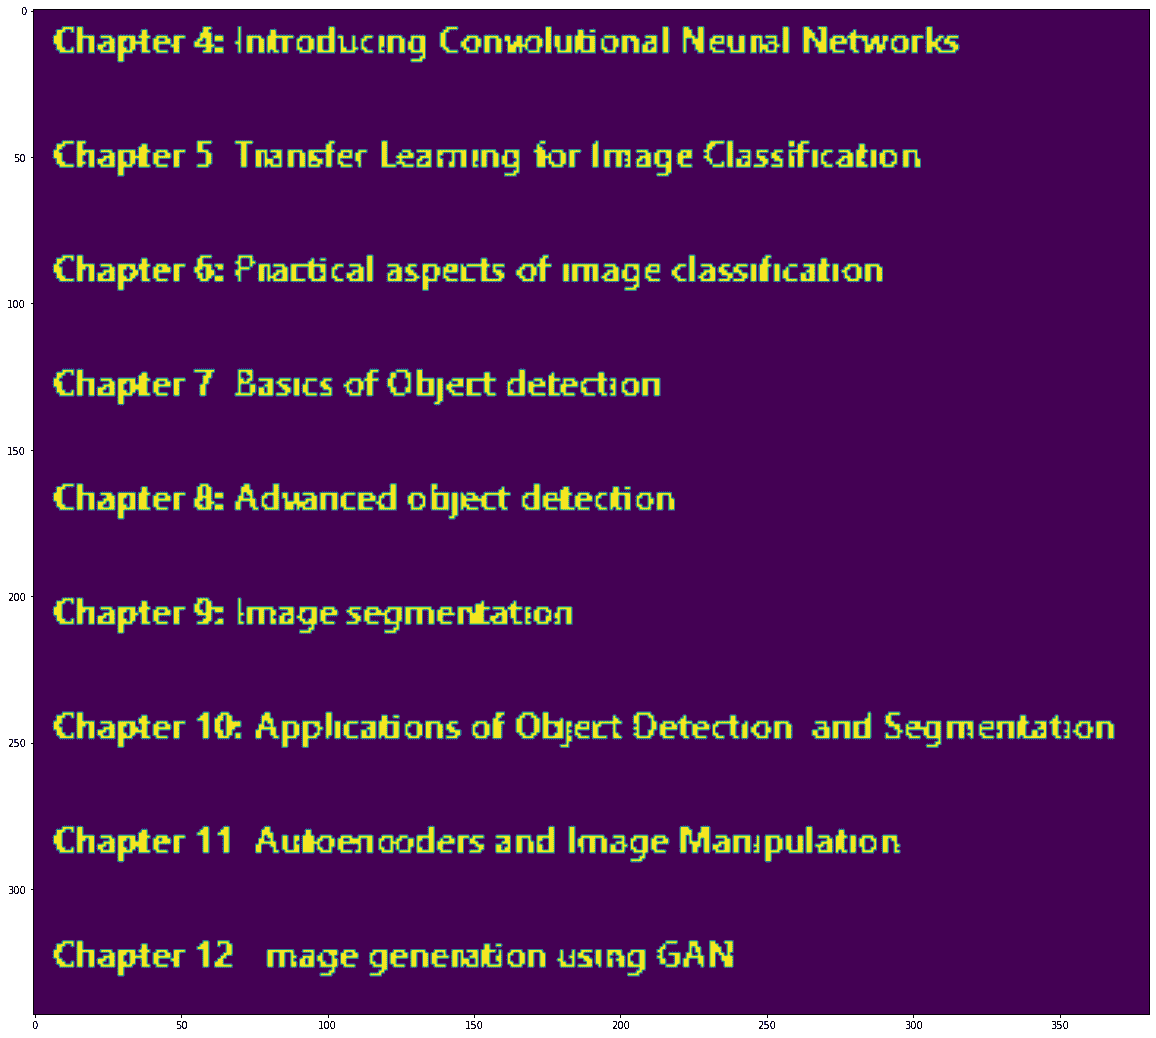 Chapter 4: Introducing Convolutional Neural Networks
Chapter 5 Transfer Learning for Image Classification
Chapter 6: Practical aspects of image classification
Chapter 7 Basics of Object detection
Chapter 8: Advanced object detection
Chapter 9: Image segmentation
Chapter 10: Applications of Object Detection and Segmentation
Chapter 11 Autoencoders and Image Manipulation
Chapter 12 mage generation using GAN
0
50
100
150
200
250
300
0 50 100 150 200 250 300 350